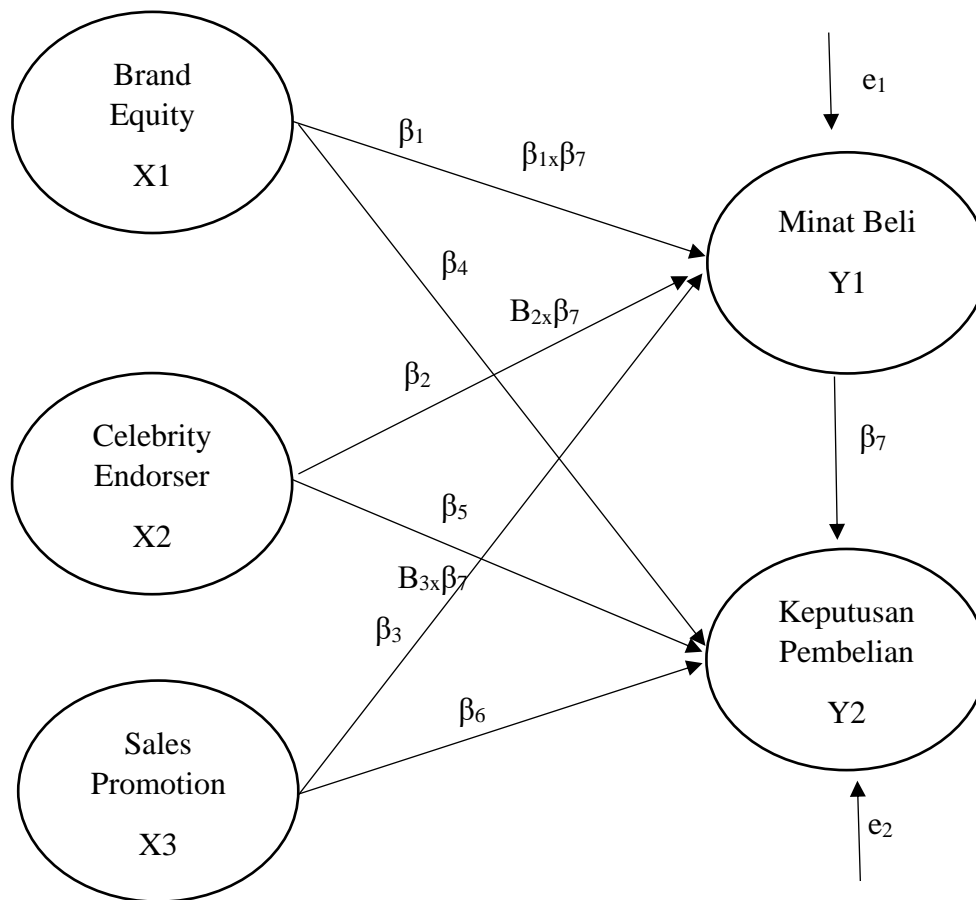 Brand
Equity
X1
e₁
β₁
β₁ₓβ₇
Minat Beli
Y1
β₄
B₂ₓβ₇
β₂
Celebrity
Endorser
X2
β₇
β₅
B₃ₓβ₇
β₃
Keputusan
Pembelian
Y2
β₆
Sales
Promotion
X3
e₂